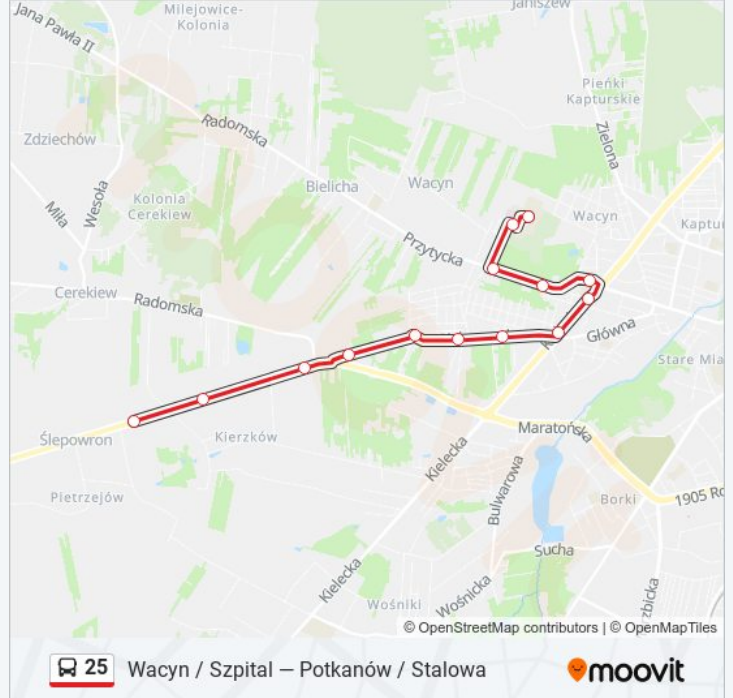 Milejowice-
Kolonia
Janiszew
Jana Pawła II
Pieńki
Kapturskie
Radomska
Zielona
Zdziechów
Bielicha
Wacyn
Wesoła
Kolonia
Cerekiew
Miła
Wacyn
Kaptur
Przytycka
Cerekiew
Radomska
Główna
Stare Mia
Ślepowron
Kierzków
Maratońska
Kielecka
Bulwarowa
Pietrzejów
Borki
1905 Ro
Sucha
Kielecka
Wośniki
Wośnicka
zbicka
© OpenStreetMap contributors | © OpenMapTiles
25 Wacyn / Szpital — Potkanów / Stalowa
moovit